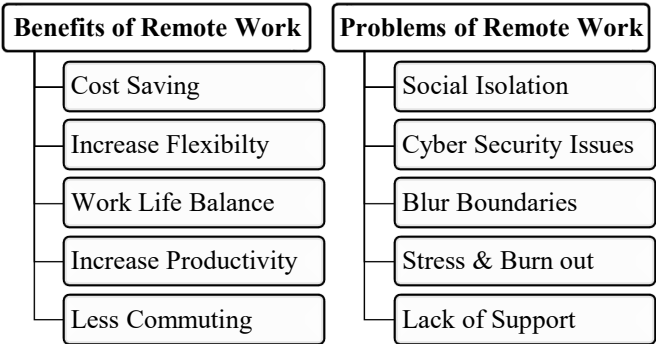 Benefits of Remote Work
Cost Saving
Increase Flexibilty
Work Life Balance
Increase Productivity
Less Commuting
Problems of Remote Work
Social Isolation
Cyber Security Issues
Blur Boundaries
Stress & Burn out
Lack of Support